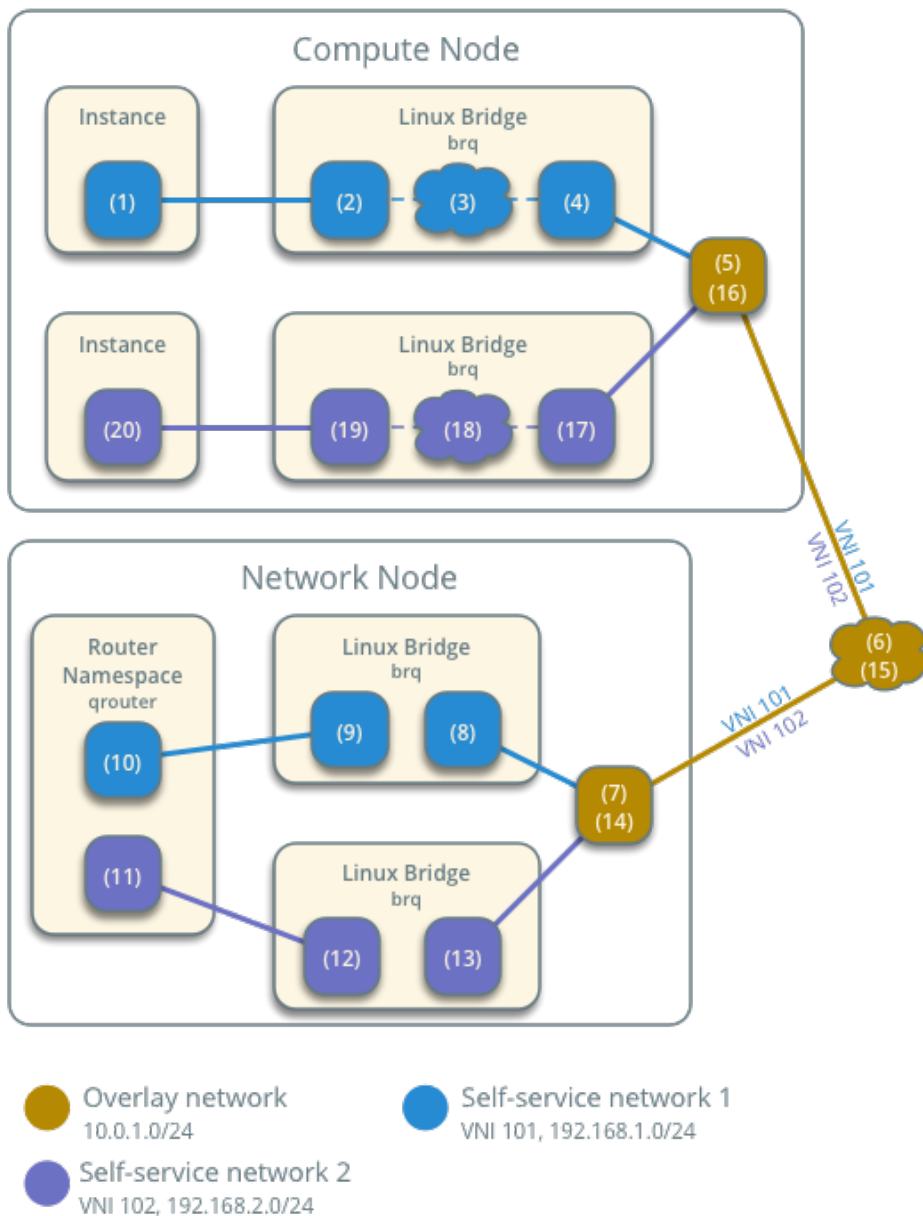 Compute Node
Instance
Linux Bridge
brq
(1)
(2)
(3)
(4)
(5)
(16)
Instance
Linux Bridge
brq
(20)
(19)
(18)
(17)
VNI 101
VNI 102
Network Node
Router
Namespace
qrouter
Linux Bridge
brq
(6)
(15)
(10)
(9)
(8)
VNI 101
VNI 102
(7)
(14)
(11)
Linux Bridge
brq
(12)
(13)
Overlay network
10.0.1.0/24
Self-service network 1
VNI 101, 192.168.1.0/24
Self-service network 2
VNI 102, 192.168.2.0/24